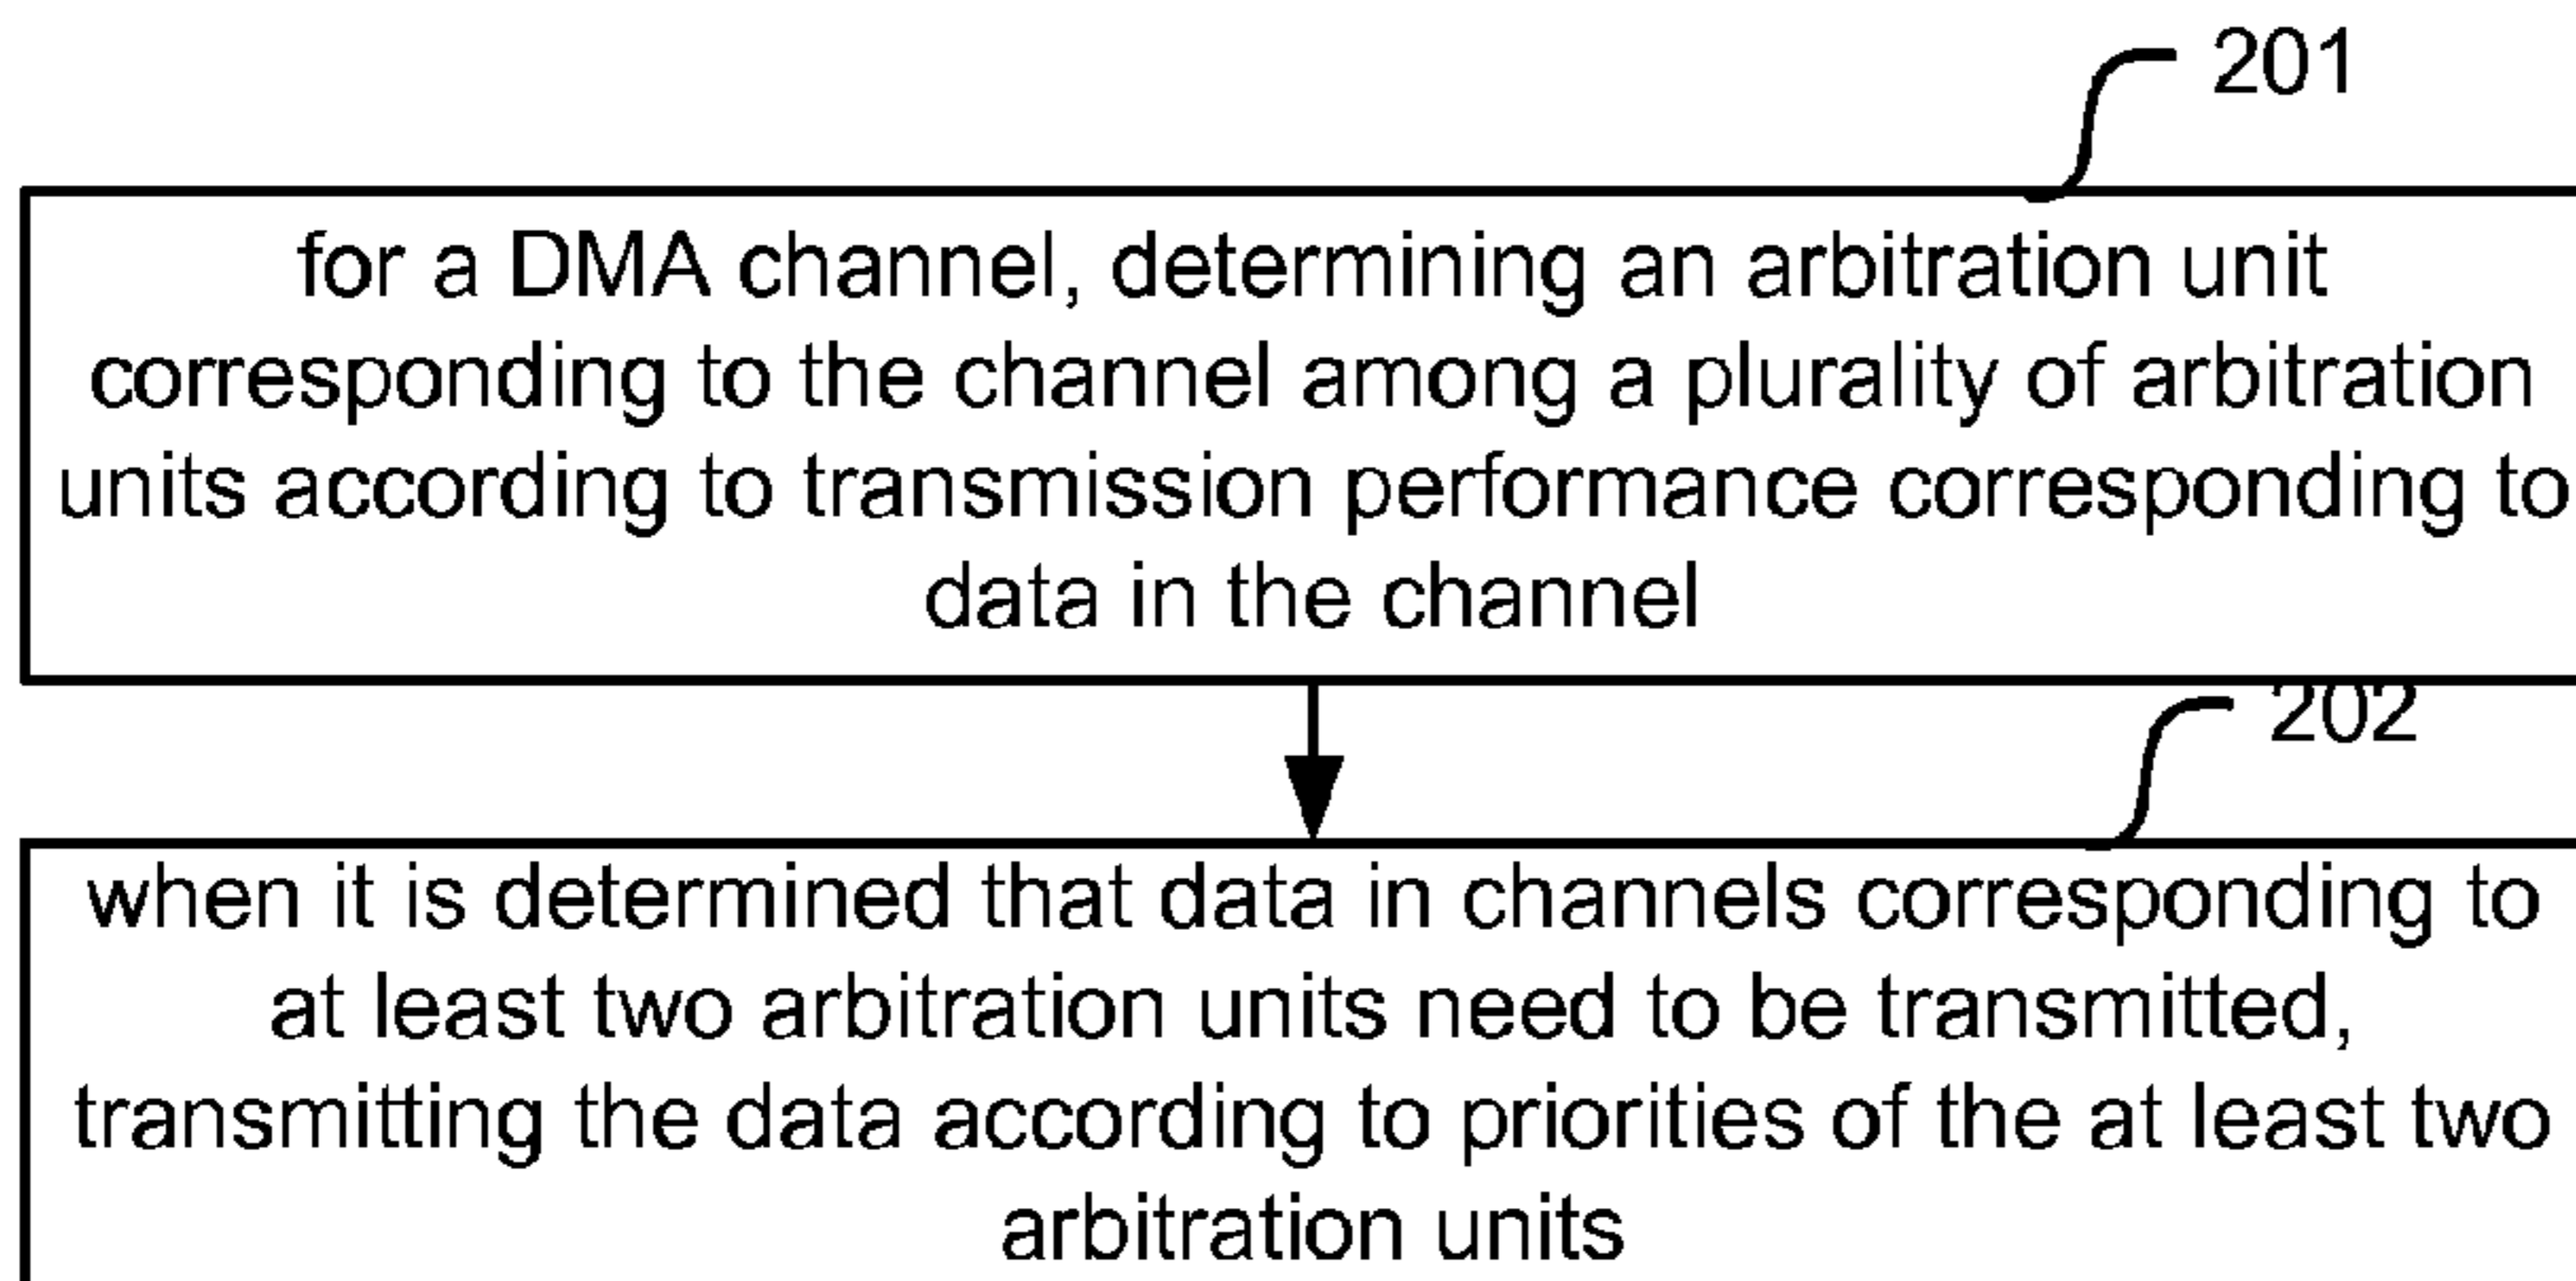 201
for a DMA channel, determining an arbitration unit
corresponding to the channel among a plurality of arbitration
units according to transmission performance corresponding to
data in the channel
202
when it is determined that data in channels corresponding to
at least two arbitration units need to be transmitted,
transmitting the data according to priorities of the at least two
arbitration units